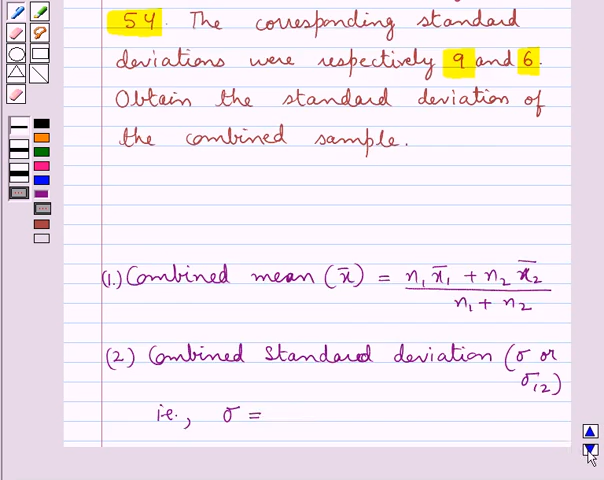 54. The corresponding standard
deviations were respectively 9 and 6.
Obtain the standard deviation of
the combined sample.
(1.) Combined mean (x̄) = n₁x̄₁ + n₂x̄₂ / n₁ + n₂
(2) Combined Standard deviation (σ or
σ₁₂)
i.e., σ =